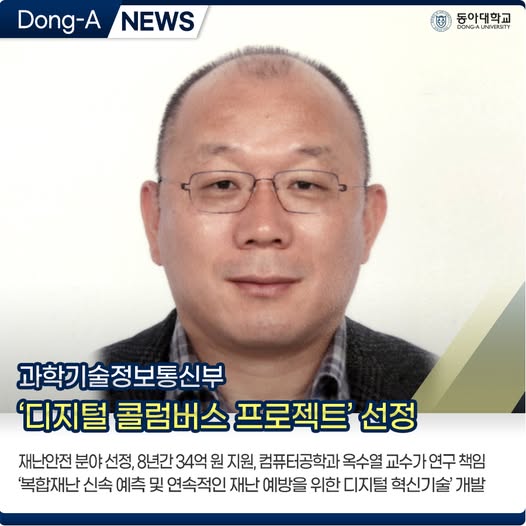 Dong-A NEWS
동아대학교
DONG-A UNIVERSITY
과학기술정보통신부
‘디지털 콜럼버스 프로젝트’ 선정
재난안전 분야 선정, 8년간 34억 원 지원, 컴퓨터공학과 옥수열 교수가 연구 책임
‘복합재난 신속 예측 및 연속적인 재난 예방을 위한 디지털 혁신기술’ 개발